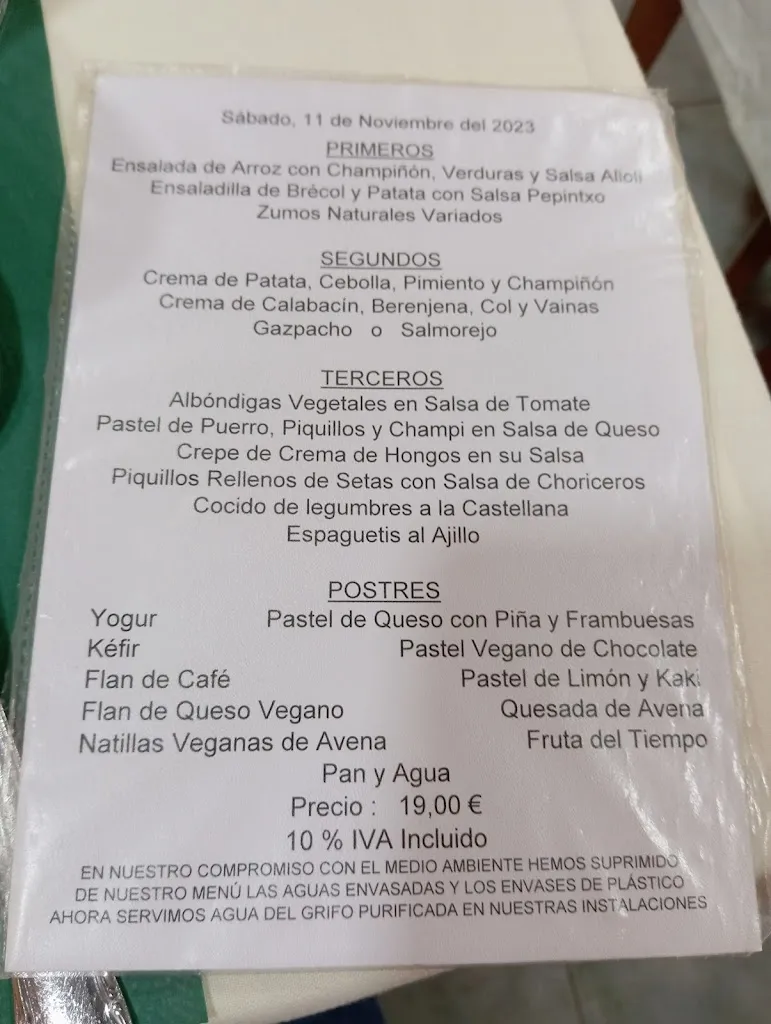 Sábado, 11 de Noviembre del 2023
PRIMEROS
Ensalada de Arroz con Champiñón, Verduras y Salsa Alioli
Ensaladilla de Brécol y Patata con Salsa Pepintxo
Zumos Naturales Variados
SEGUNDOS
Crema de Patata, Cebolla, Pimiento y Champiñón
Crema de Calabacín, Berenjena, Col y Vainas
Gazpacho o Salmorejo
TERCEROS
Albóndigas Vegetales en Salsa de Tomate
Pastel de Puerro, Piquillos y Champi en Salsa de Queso
Crepe de Crema de Hongos en su Salsa
Piquillos Rellenos de Setas con Salsa de Choriceros
Cocido de legumbres a la Castellana
Espaguetis al Ajillo
POSTRES
Yogur Pastel de Queso con Piña y Frambuesas
Kéfir Pastel Vegano de Chocolate
Flan de Café Pastel de Limón y Kaki
Flan de Queso Vegano Quesada de Avena
Natillas Veganas de Avena Fruta del Tiempo
Pan y Agua
Precio : 19,00 €
10 % IVA Incluido
EN NUESTRO COMPROMISO CON EL MEDIO AMBIENTE HEMOS SUPRIMIDO
DE NUESTRO MENÚ LAS AGUAS ENVASADAS Y LOS ENVASES DE PLÁSTICO
AHORA SERVIMOS AGUA DEL GRIFO PURIFICADA EN NUESTRAS INSTALACIONES